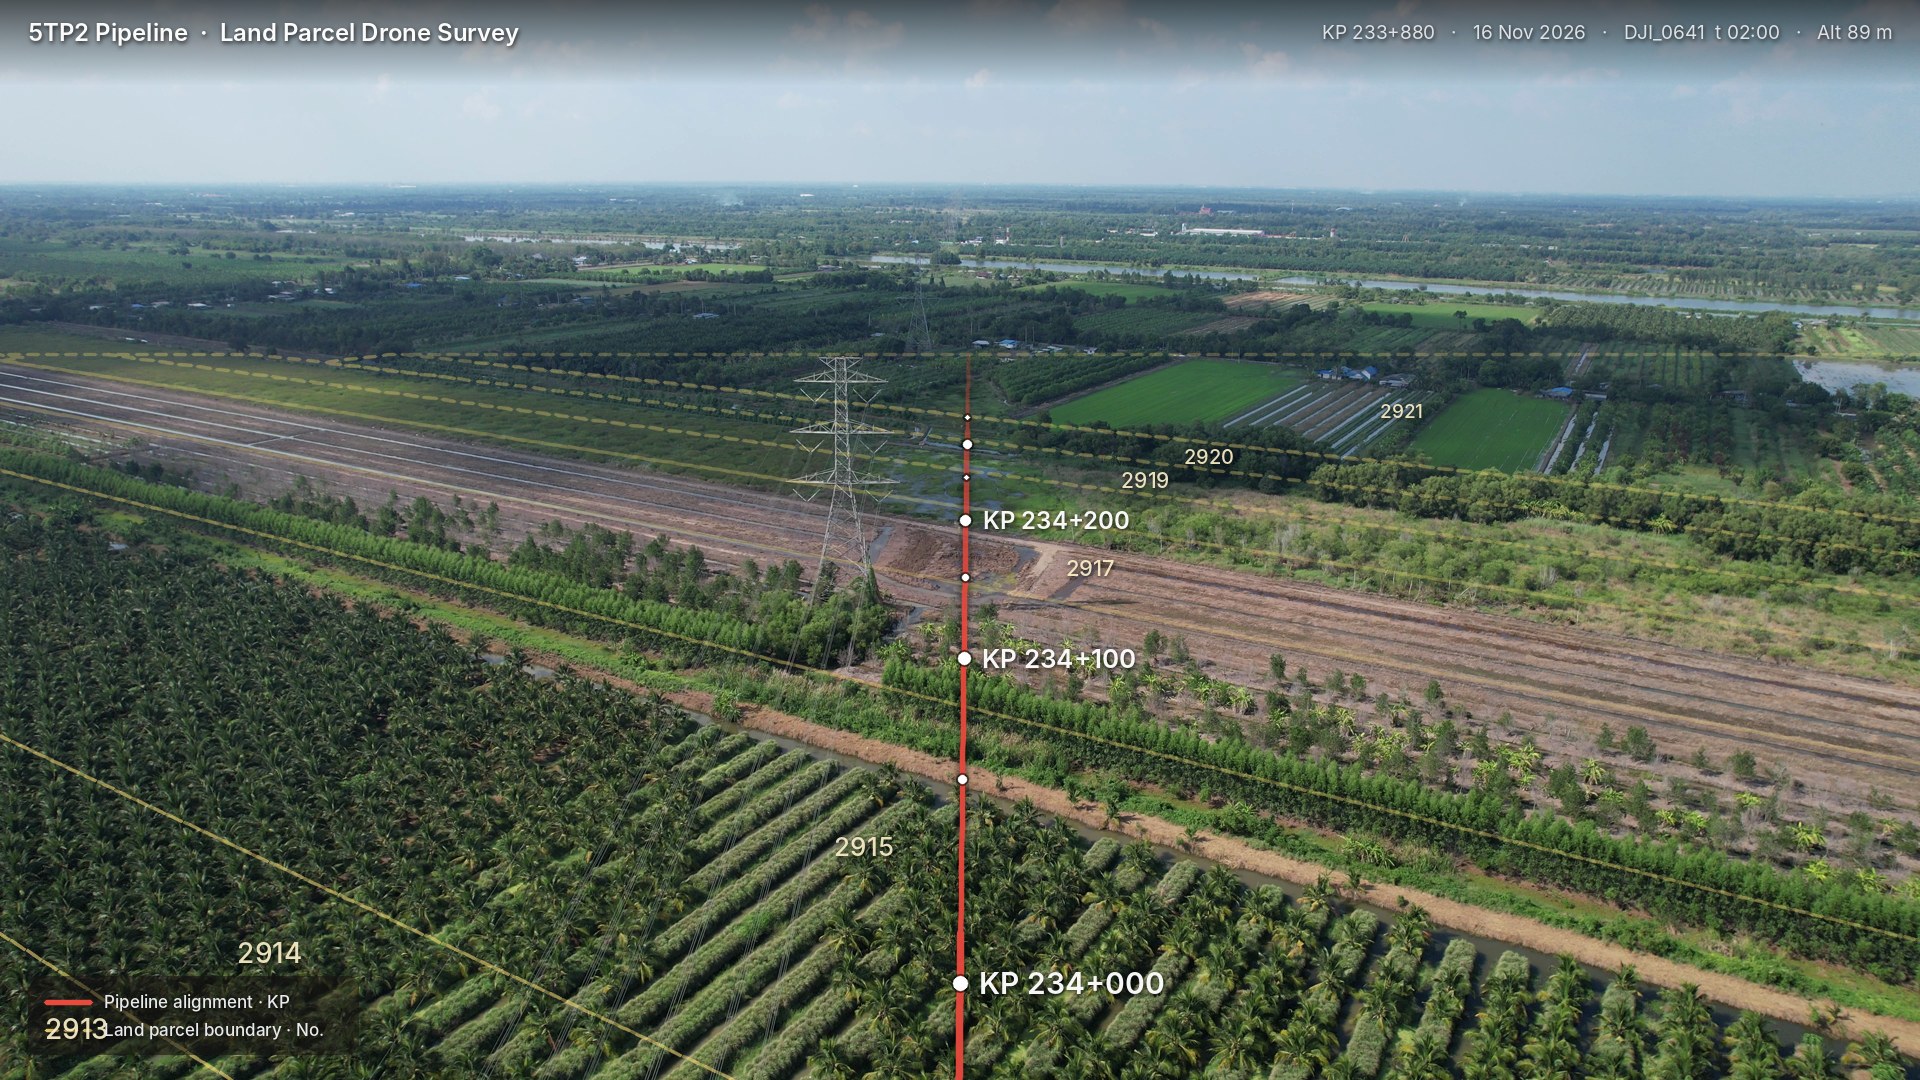 5TP2 Pipeline · Land Parcel Drone Survey
KP 233+880 · 16 Nov 2026 · DJI_0641 t 02:00 · Alt 89 m
2921
2920
2919
KP 234+200
2917
KP 234+100
2915
2914
KP 234+000
Pipeline alignment · KP
2913
Land parcel boundary · No.